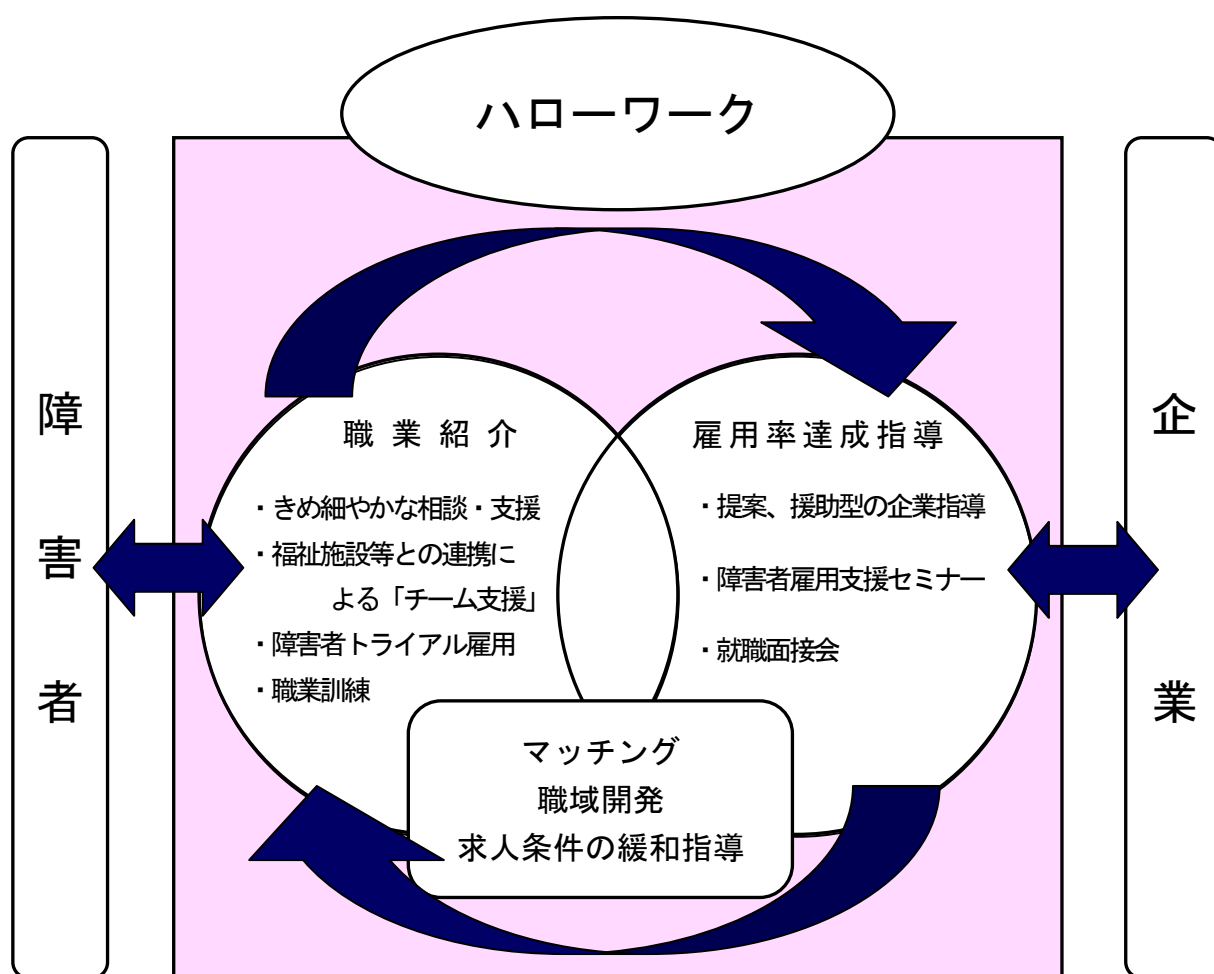 ハローワーク
障害者
職業紹介
・きめ細やかな相談・支援
・福祉施設等との連携に
よる「チーム支援」
・障害者トライアル雇用
・職業訓練
雇用率達成指導
・提案、援助型の企業指導
・障害者雇用支援セミナー
・就職面接会
マッチング
職域開発
求人条件の緩和指導
企業